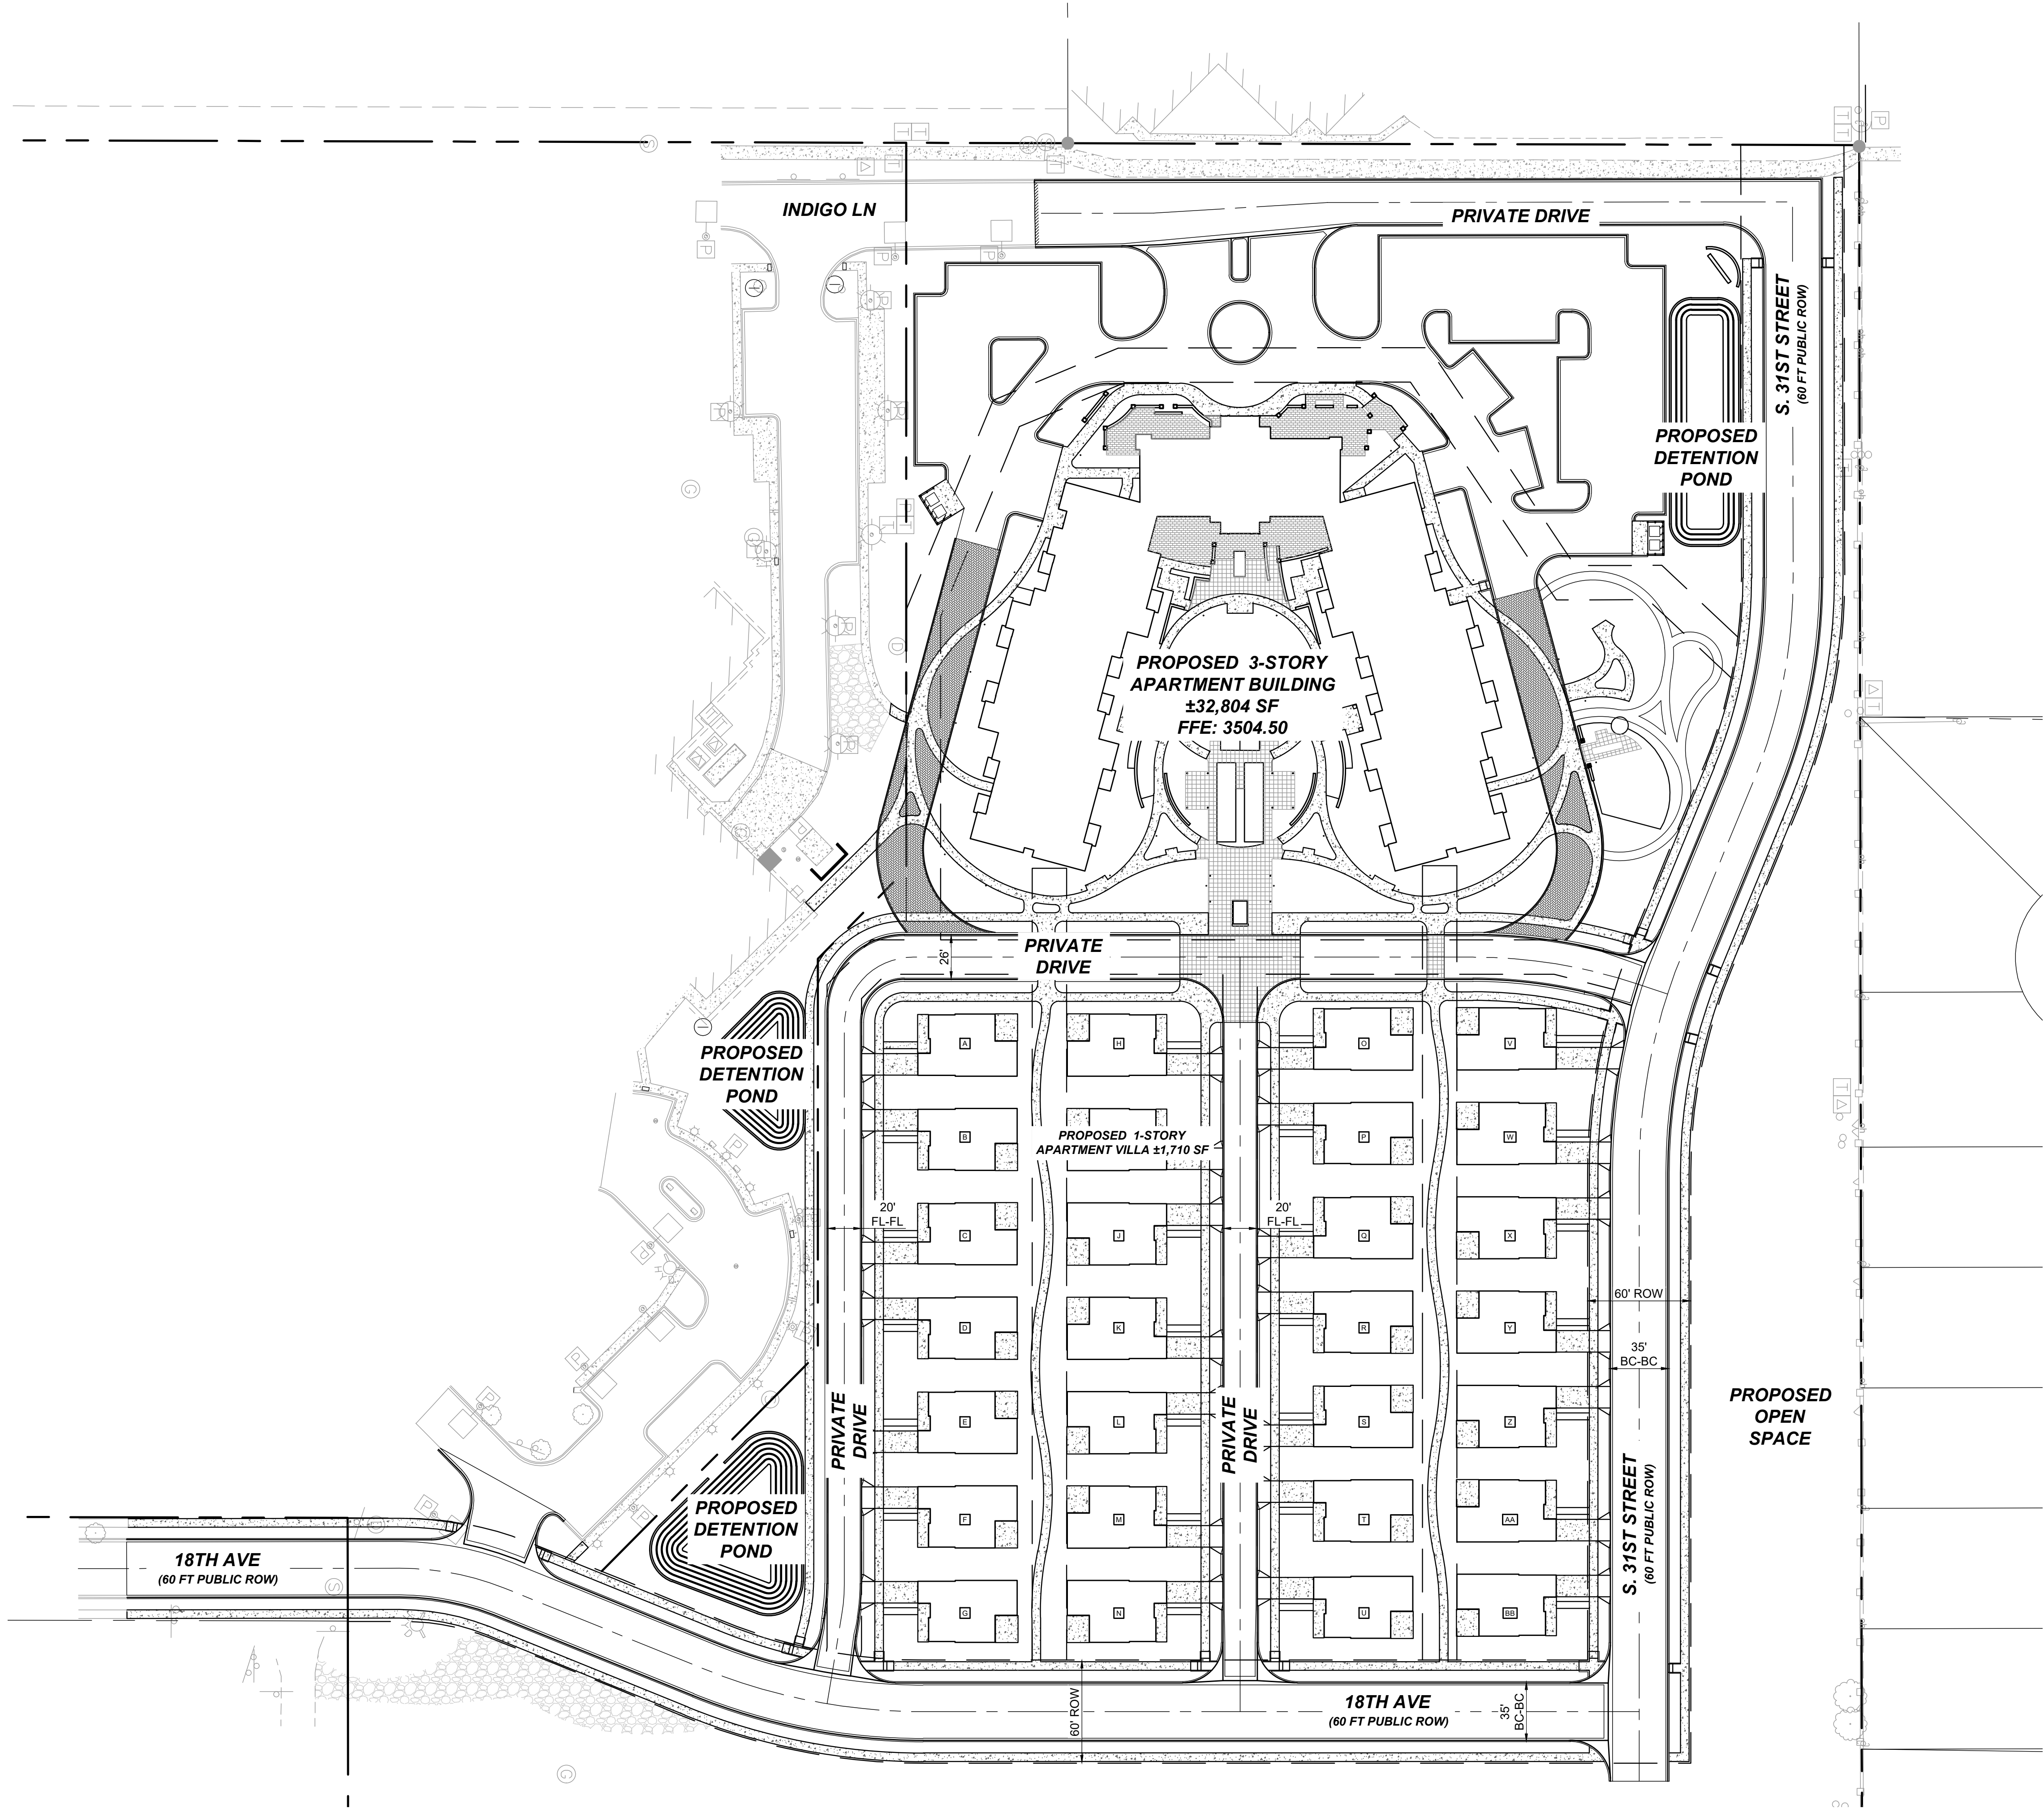 INDIGO LN
PRIVATE DRIVE
S. 31ST STREET
(60 FT PUBLIC ROW)
PROPOSED
DETENTION
POND
PROPOSED 3-STORY
APARTMENT BUILDING
±32,804 SF
FFE: 3504.50
26'
PRIVATE
DRIVE
PROPOSED
DETENTION
POND
A
H
O
V
B
PROPOSED 1-STORY
APARTMENT VILLA ±1,710 SF
P
W
20'
FL-FL
20'
FL-FL
C
J
Q
X
60' ROW
D
K
R
Y
35'
BC-BC
PRIVATE
DRIVE
PRIVATE
DRIVE
E
L
S
Z
PROPOSED
OPEN
SPACE
S. 31ST STREET
(60 FT PUBLIC ROW)
PROPOSED
DETENTION
POND
F
M
T
AA
18TH AVE
(60 FT PUBLIC ROW)
G
N
U
BB
60' ROW
18TH AVE
(60 FT PUBLIC ROW)
35'
BC-BC